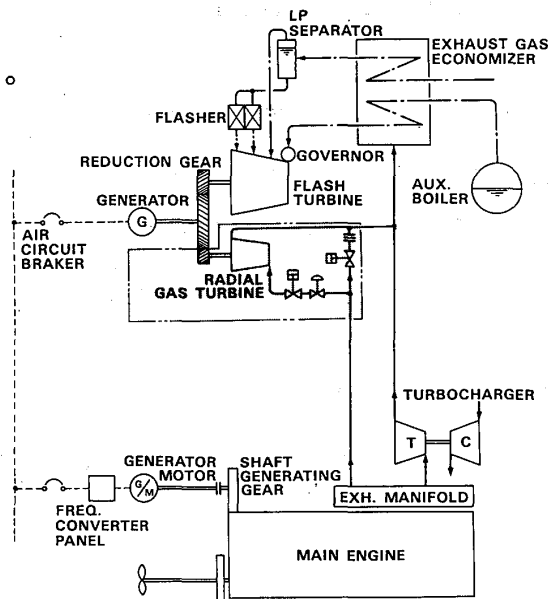 LP
SEPARATOR
EXHAUST GAS
ECONOMIZER
FLASHER
REDUCTION GEAR
GOVERNOR
GENERATOR
FLASH
TURBINE
AUX.
BOILER
G
AIR
CIRCUIT
BRAKER
RADIAL
GAS TURBINE
TURBOCHARGER
T
C
GENERATOR
MOTOR
SHAFT
GENERATING
GEAR
G/M
EXH. MANIFOLD
FREQ.
CONVERTER
PANEL
MAIN ENGINE